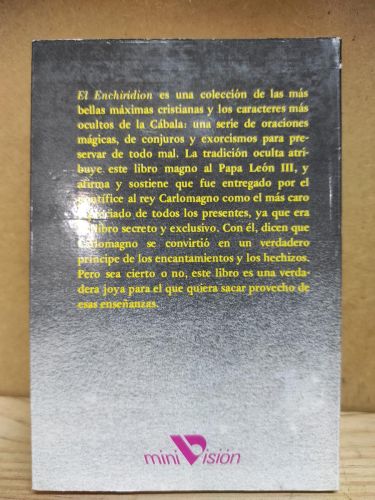 El Enchiridion es una colección de las más
bellas máximas cristianas y los caracteres más
ocultos de la Cábala: una serie de oraciones
mágicas, de conjuros y exorcismos para pre-
servar de todo mal. La tradición oculta atri-
buye este libro magno al Papa León III, y
afirma y sostiene que fue entregado por el
pontífice al rey Carlomagno como el más caro
y preciado de todos los presentes, ya que era
libro secreto y exclusivo. Con él, dicen que
Carlomagno se convirtió en un verdadero
príncipe de los encantamientos y los hechizos.
Pero sea cierto o no, este libro es una verda-
dera joya para el que quiera sacar provecho de
esas enseñanzas.
mini Visión